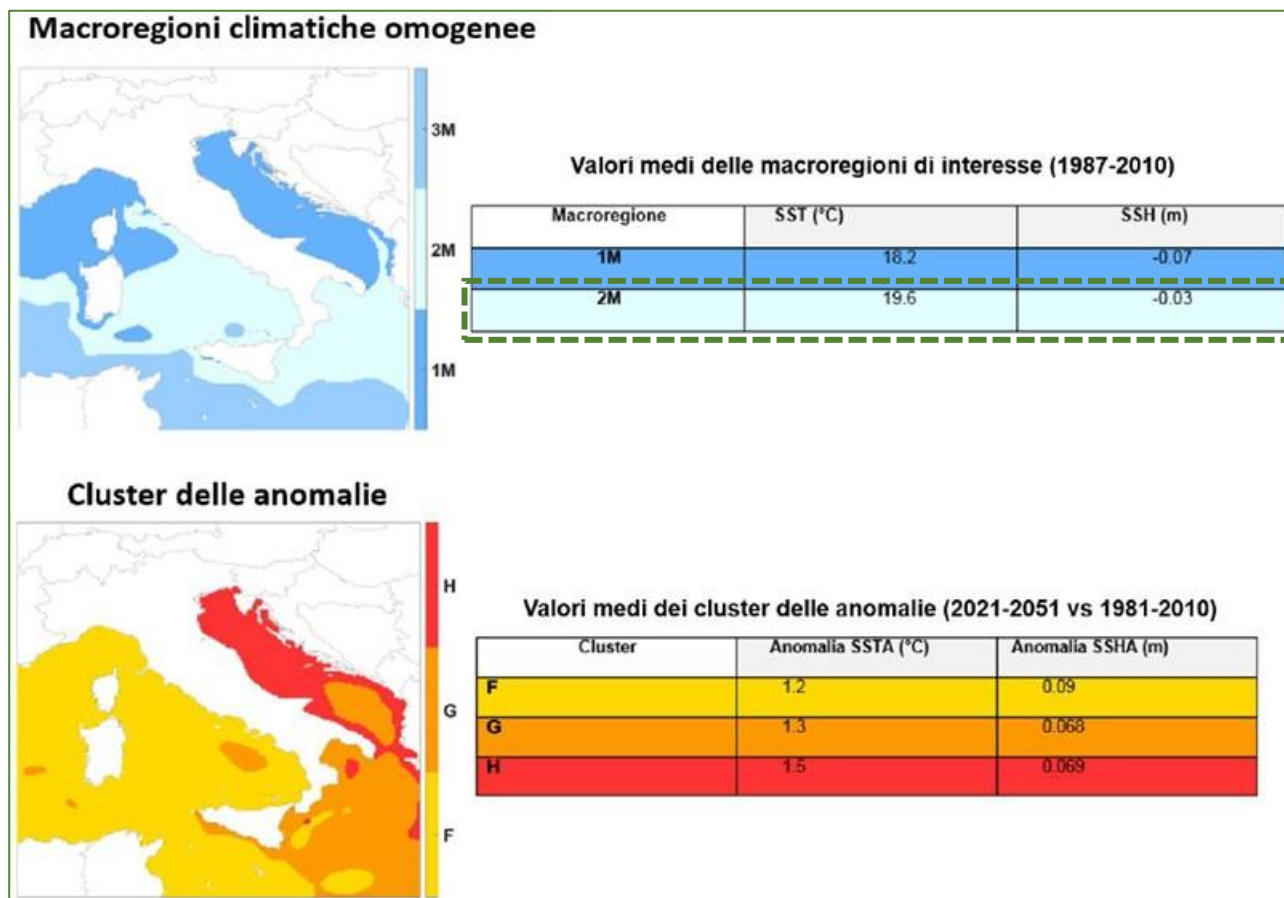 Macroregioni climatiche omogenee
3M
2M
1M
Valori medi delle macroregioni di interesse (1987-2010)
Macroregione SST (°C) SSH (m)
1M 18.2 -0.07
2M 19.6 -0.03
Cluster delle anomalie
H
G
F
Valori medi dei cluster delle anomalie (2021-2051 vs 1981-2010)
Cluster Anomalia SSTA (°C) Anomalia SSHA (m)
F 1.2 0.09
G 1.3 0.068
H 1.5 0.069